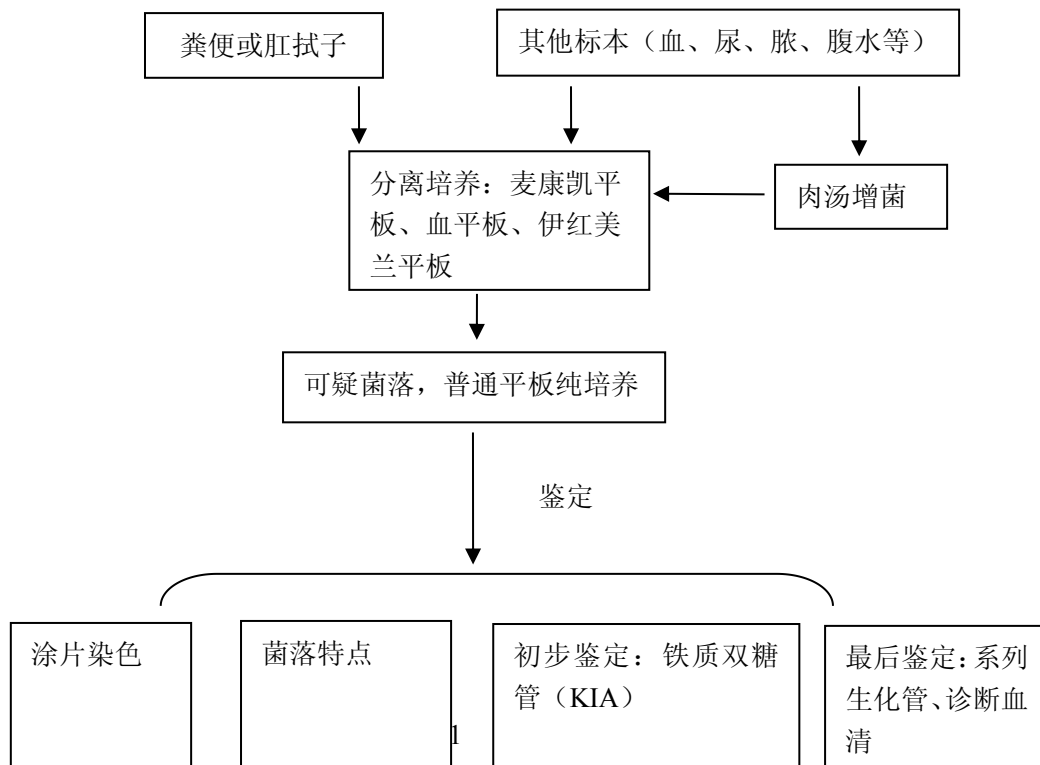 粪便或肛拭子
其他标本（血、尿、脓、腹水等）
分离培养：麦康凯平
板、血平板、伊红美
兰平板
肉汤增菌
可疑菌落，普通平板纯培养
鉴定
涂片染色
菌落特点
初步鉴定：铁质双糖
管（KIA）
最后鉴定：系列
生化管、诊断血
清
1